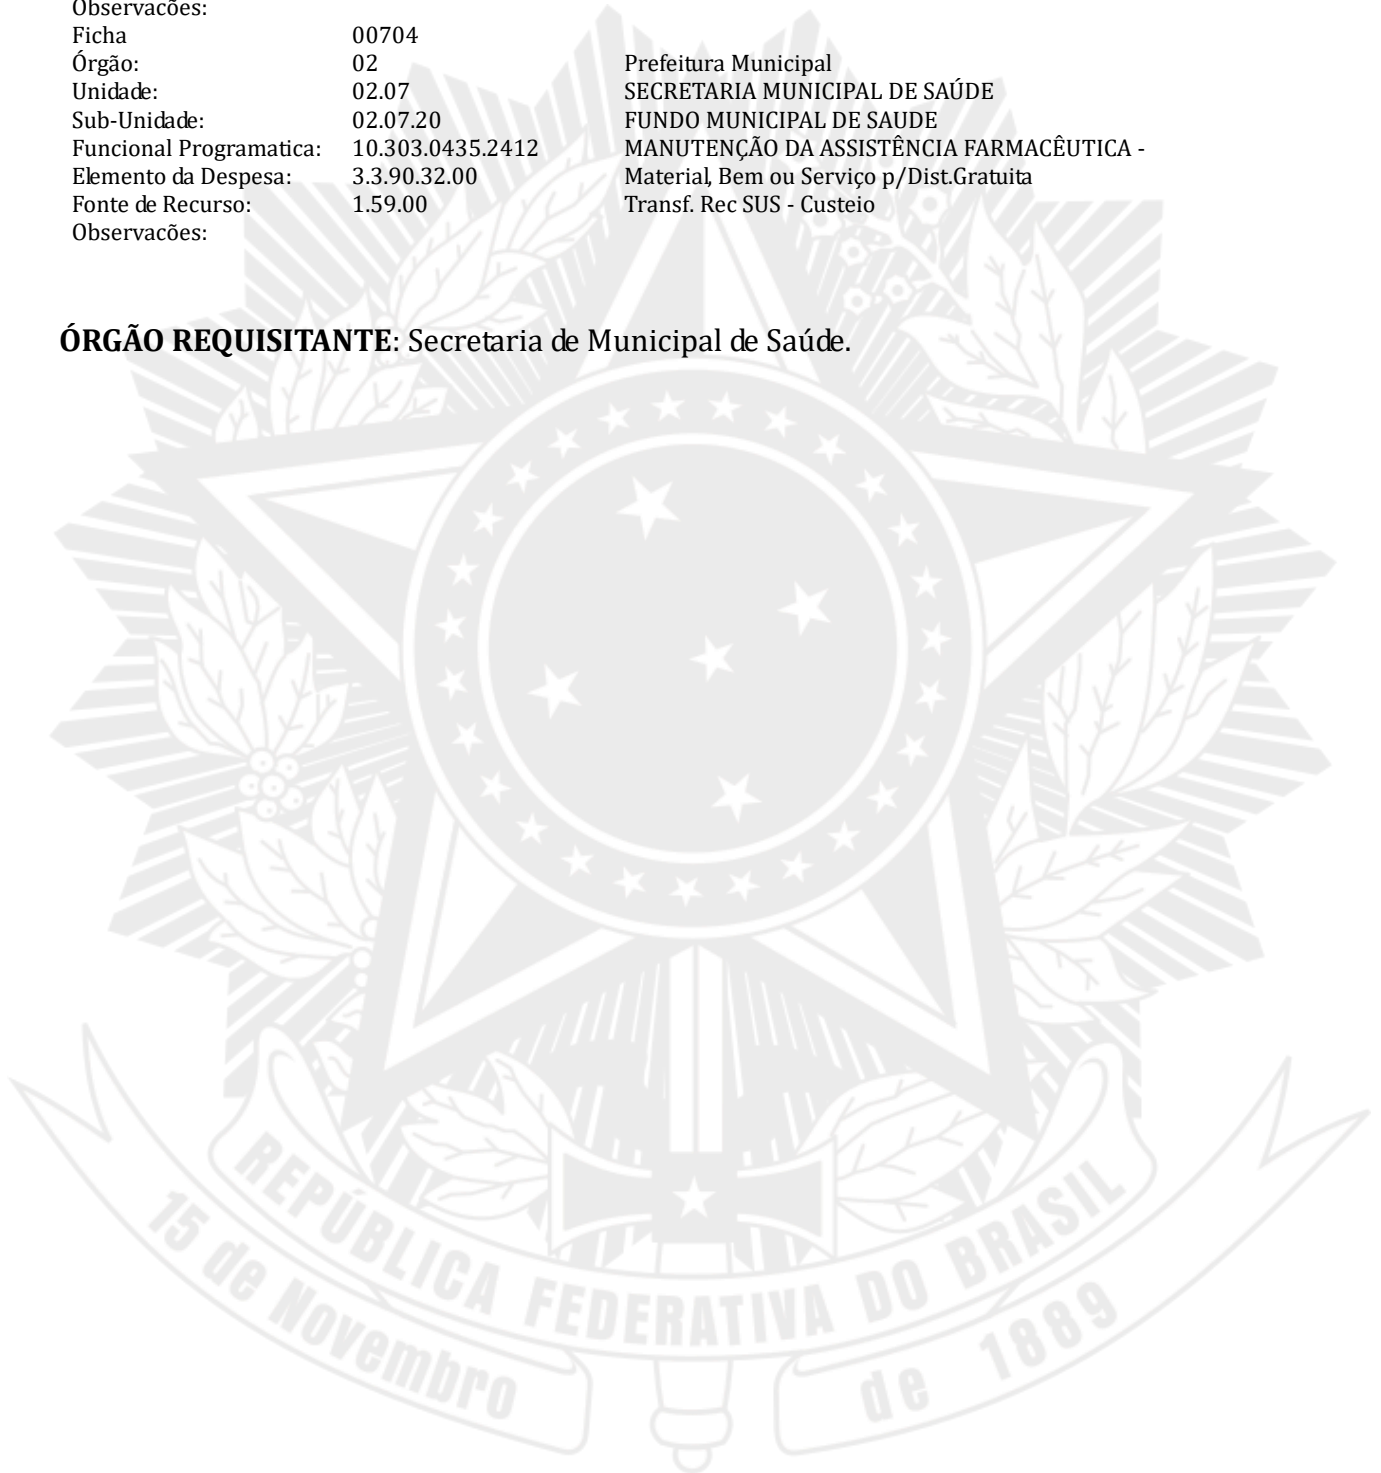 Observacões:
Ficha 00704
Órgão: 02 Prefeitura Municipal
Unidade: 02.07 SECRETARIA MUNICIPAL DE SAÚDE
Sub-Unidade: 02.07.20 FUNDO MUNICIPAL DE SAUDE
Funcional Programatica: 10.303.0435.2412 MANUTENÇÃO DA ASSISTÊNCIA FARMACÊUTICA -
Elemento da Despesa: 3.3.90.32.00 Material, Bem ou Serviço p/Dist.Gratuita
Fonte de Recurso: 1.59.00 Transf. Rec SUS - Custeio
Observacões:
ÓRGÃO REQUISITANTE: Secretaria de Municipal de Saúde.
REPÚBLICA FEDERATIVA DO BRASIL
15 de Novembro de 1889